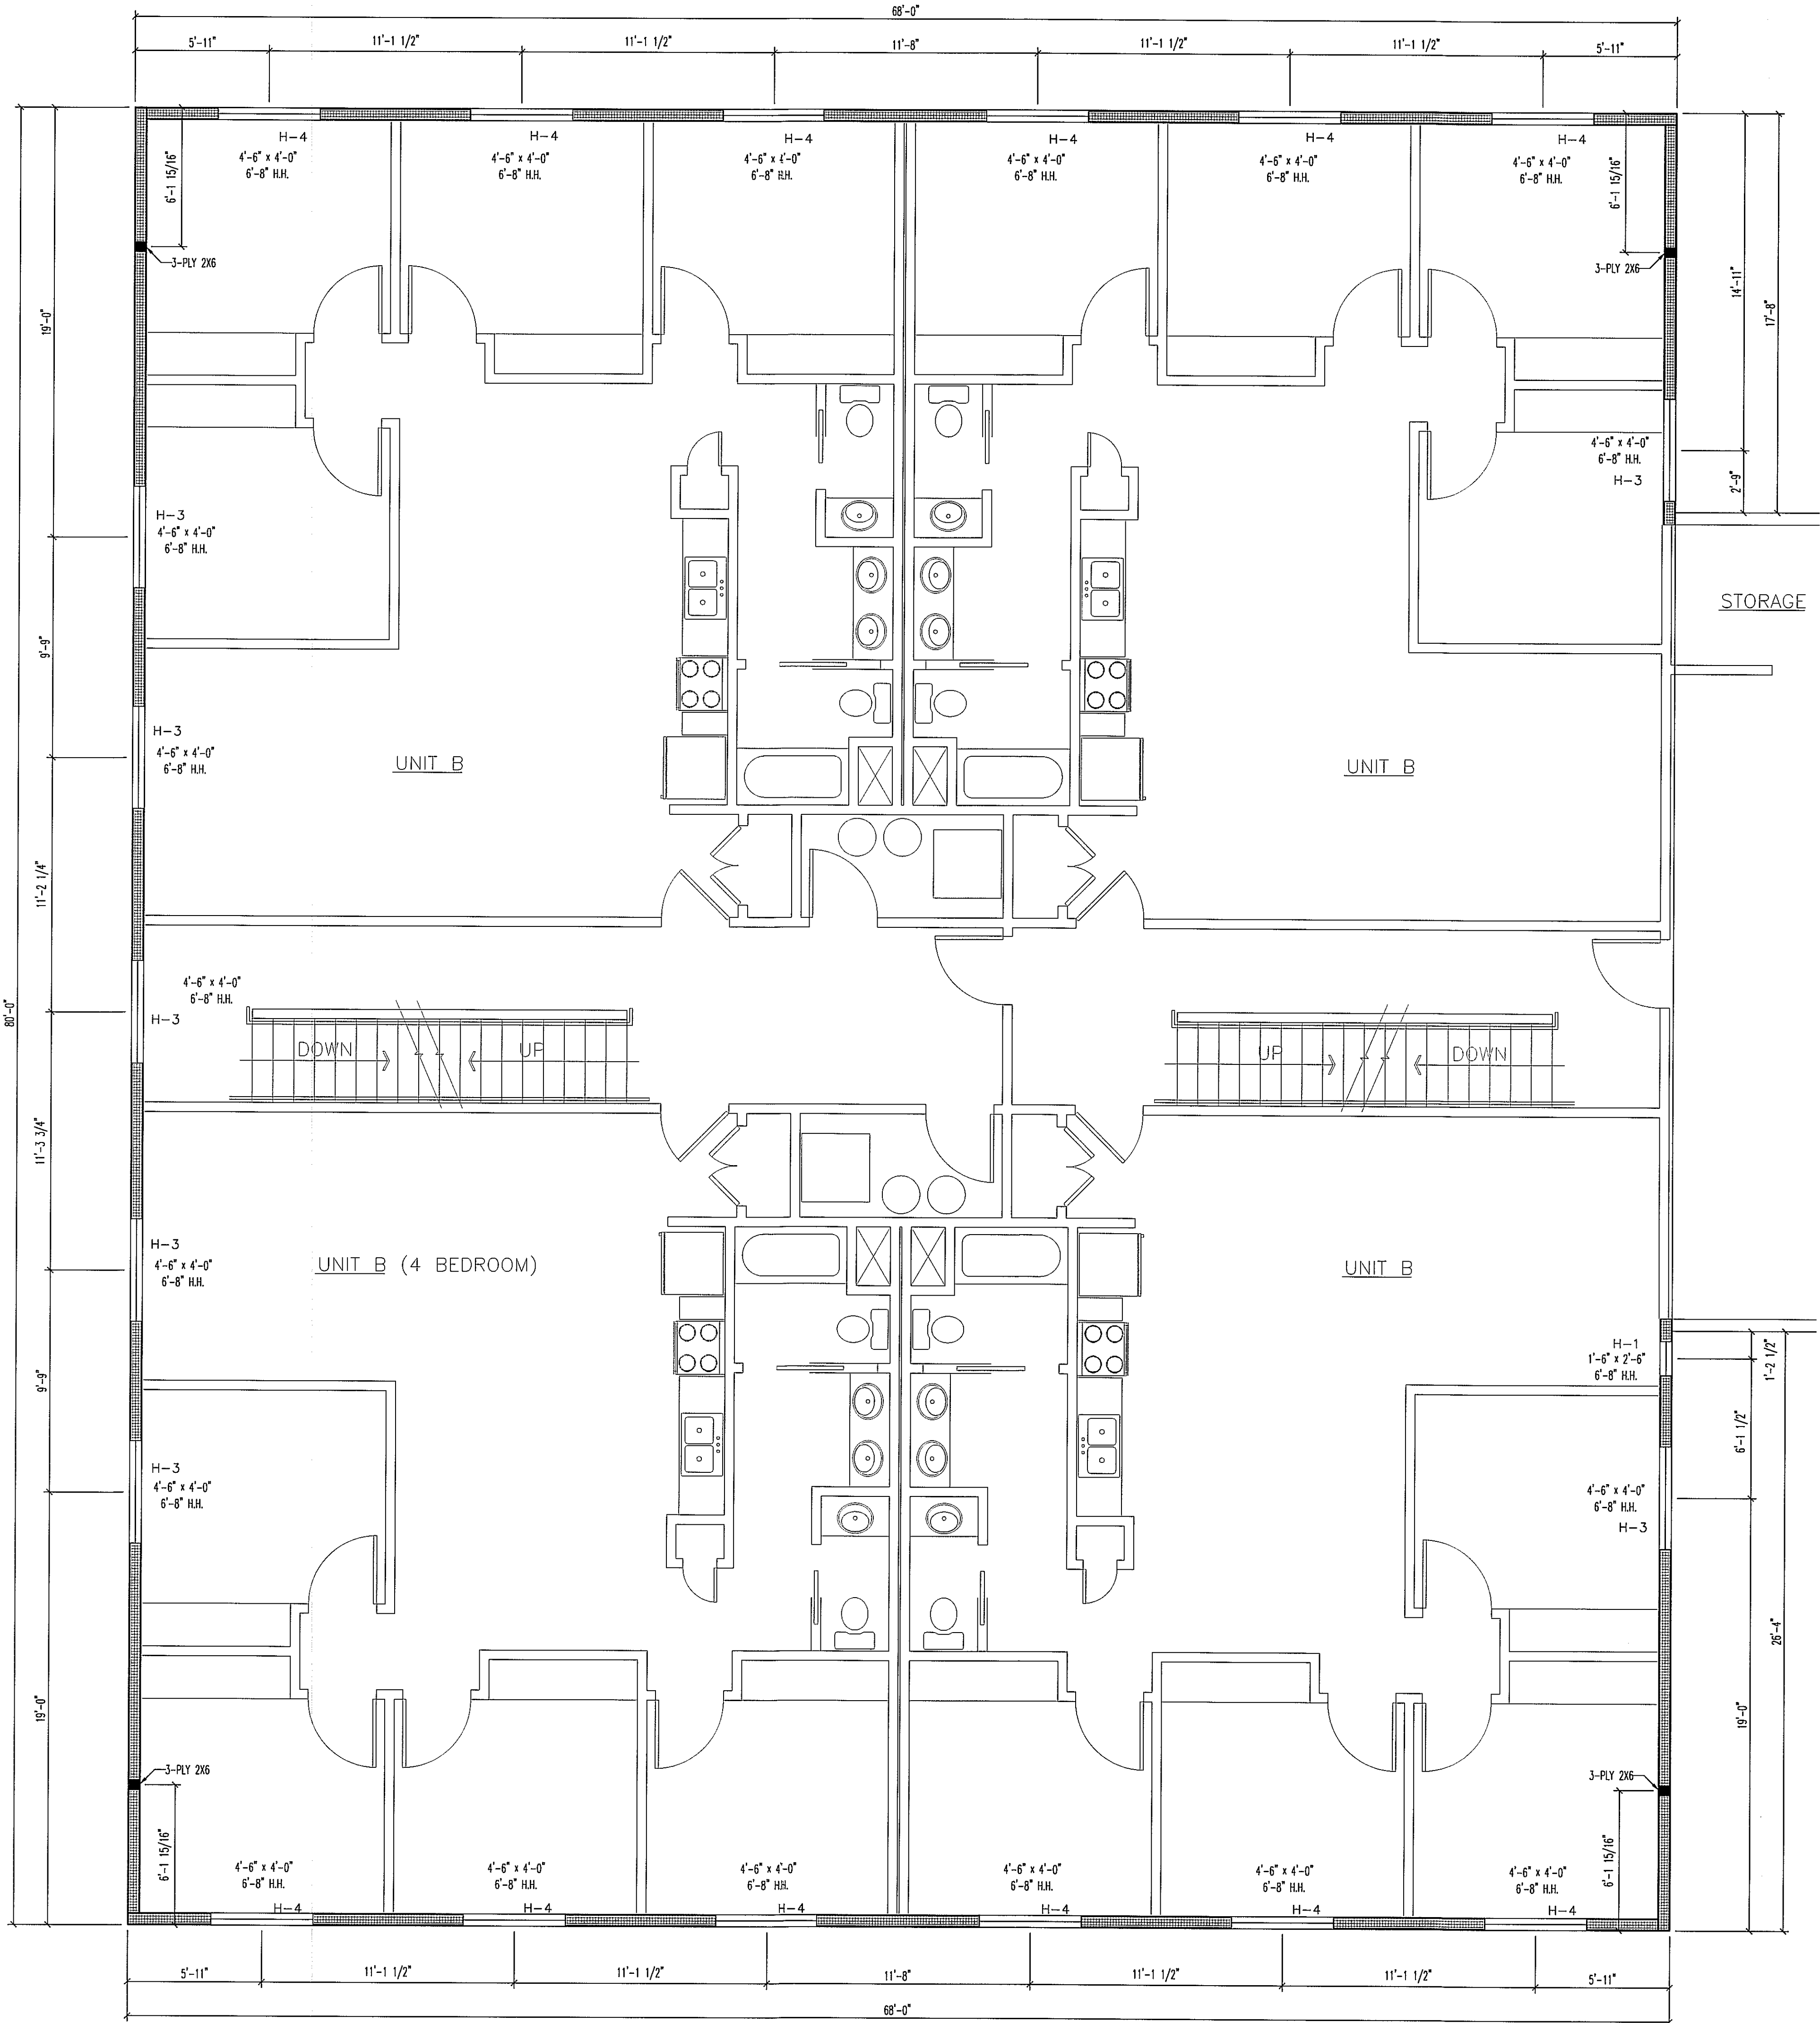 68'-0"
5'-11" 11'-1 1/2" 11'-1 1/2" 11'-8" 11'-1 1/2" 11'-1 1/2" 5'-11"
H-4 H-4 H-4 H-4 H-4 H-4
4'-6" x 4'-0" 4'-6" x 4'-0" 4'-6" x 4'-0" 4'-6" x 4'-0" 4'-6" x 4'-0" 4'-6" x 4'-0"
6'-8" H.H. 6'-8" H.H. 6'-8" H.H. 6'-8" H.H. 6'-8" H.H. 6'-8" H.H.
6'-1 15/16" 6'-1 15/16"
3-PLY 2X6 3-PLY 2X6
19'-0" 14'-11" 17'-8"
4'-6" x 4'-0"
6'-8" H.H.
H-3
2'-9"
H-3
4'-6" x 4'-0"
6'-8" H.H.
STORAGE
9'-9"
H-3
4'-6" x 4'-0"
6'-8" H.H.
UNIT B UNIT B
11'-2 1/4"
4'-6" x 4'-0"
6'-8" H.H.
H-3
80'-0"
DOWN UP UP DOWN
11'-3 3/4"
H-3
4'-6" x 4'-0"
6'-8" H.H.
UNIT B (4 BEDROOM) UNIT B
H-1
1'-6" x 2'-6"
6'-8" H.H.
1'-2 1/2"
9'-9"
6'-1 1/2"
H-3
4'-6" x 4'-0"
6'-8" H.H.
4'-6" x 4'-0"
6'-8" H.H.
H-3
26'-4"
19'-0" 19'-0"
3-PLY 2X6 3-PLY 2X6
6'-1 15/16" 6'-1 15/16"
4'-6" x 4'-0" 4'-6" x 4'-0" 4'-6" x 4'-0" 4'-6" x 4'-0" 4'-6" x 4'-0" 4'-6" x 4'-0"
6'-8" H.H. 6'-8" H.H. 6'-8" H.H. 6'-8" H.H. 6'-8" H.H. 6'-8" H.H.
H-4 H-4 H-4 H-4 H-4 H-4
5'-11" 11'-1 1/2" 11'-1 1/2" 11'-8" 11'-1 1/2" 11'-1 1/2" 5'-11"
68'-0"